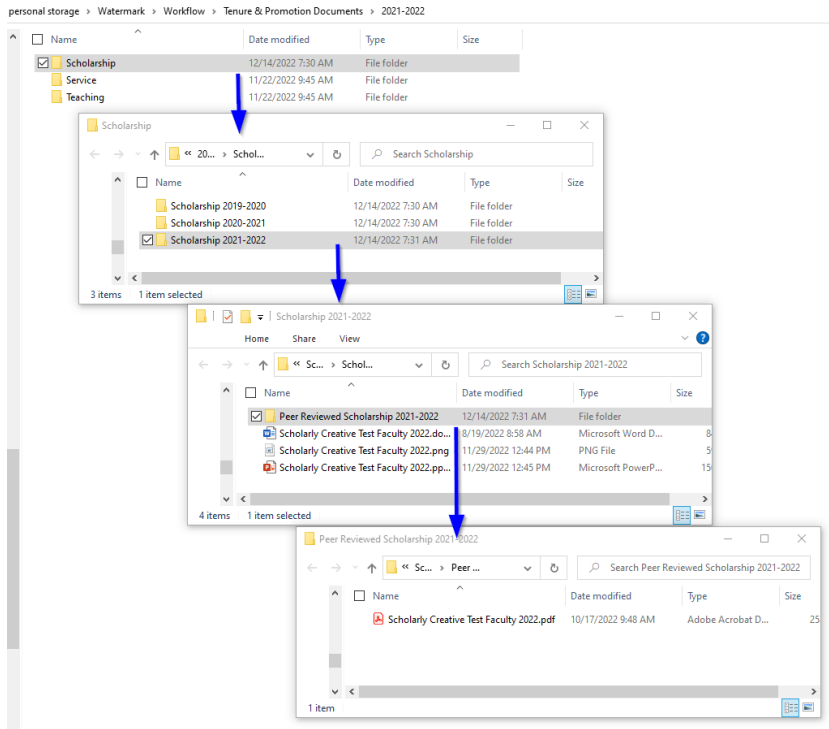 personal storage › Watermark › Workflow › Tenure & Promotion Documents › 2021-2022
Name Date modified Type Size
Scholarship 12/14/2022 7:30 AM File folder
Service 11/22/2022 9:45 AM File folder
Teaching 11/22/2022 9:45 AM File folder
Scholarship
« 20... › Schol... Search Scholarship
Name Date modified Type Size
Scholarship 2019-2020 12/14/2022 7:30 AM File folder
Scholarship 2020-2021 12/14/2022 7:30 AM File folder
Scholarship 2021-2022 12/14/2022 7:31 AM File folder
3 items 1 item selected
Scholarship 2021-2022
Home Share View
« Sc... › Schol... Search Scholarship 2021-2022
Name Date modified Type Size
Peer Reviewed Scholarship 2021-2022 12/14/2022 7:31 AM File folder
Scholarly Creative Test Faculty 2022.do... 8/19/2022 8:58 AM Microsoft Word D...
Scholarly Creative Test Faculty 2022.png 11/29/2022 12:44 PM PNG File
Scholarly Creative Test Faculty 2022.pp... 11/29/2022 12:45 PM Microsoft PowerP...
4 items 1 item selected
Peer Reviewed Scholarship 2021-2022
« Sc... › Peer ... Search Peer Reviewed Scholarship 2021-2022
Name Date modified Type Size
Scholarly Creative Test Faculty 2022.pdf 10/17/2022 9:48 AM Adobe Acrobat D... 25
1 item